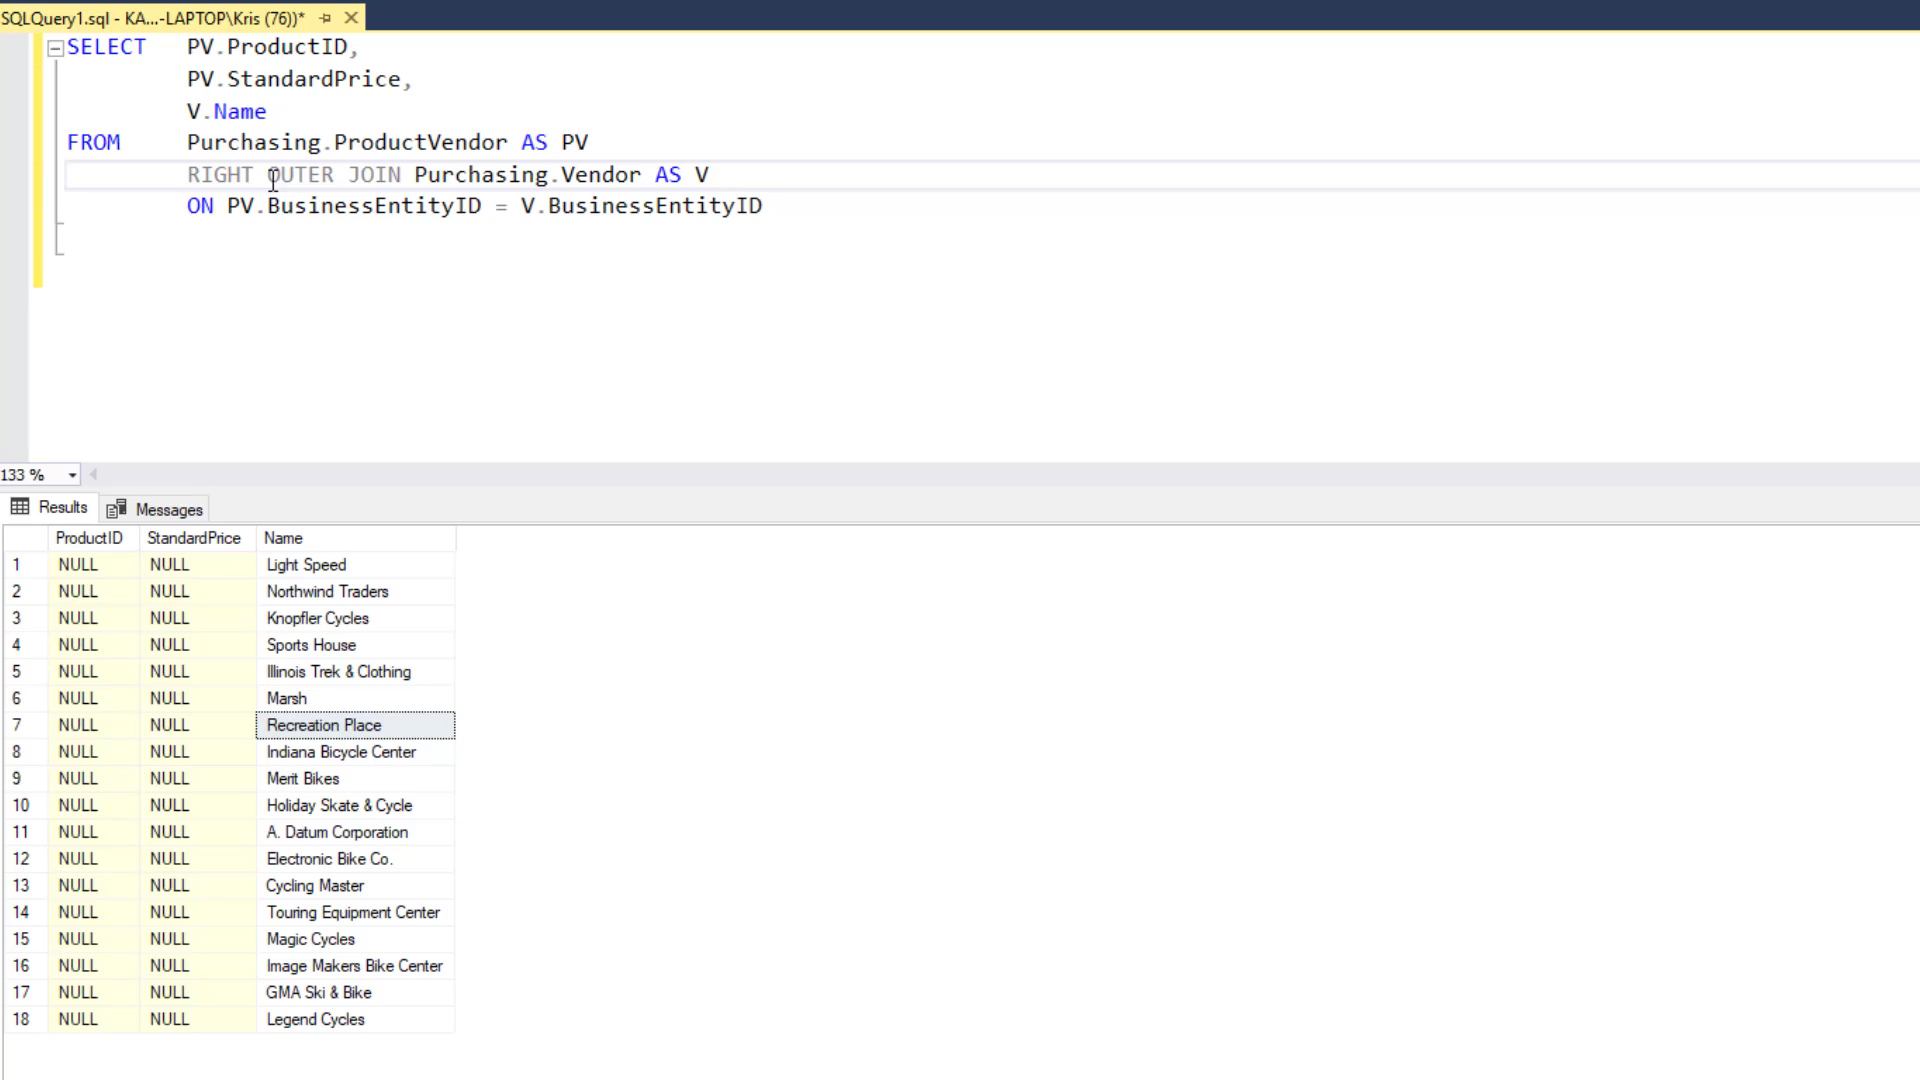 SQLQuery1.sql - KA...-LAPTOP\Kris (76))*
SELECT PV.ProductID,
PV.StandardPrice,
V.Name
FROM Purchasing.ProductVendor AS PV
RIGHT OUTER JOIN Purchasing.Vendor AS V
ON PV.BusinessEntityID = V.BusinessEntityID
133 %
Results Messages
ProductID StandardPrice Name
1 NULL NULL Light Speed
2 NULL NULL Northwind Traders
3 NULL NULL Knopfler Cycles
4 NULL NULL Sports House
5 NULL NULL Illinois Trek & Clothing
6 NULL NULL Marsh
7 NULL NULL Recreation Place
8 NULL NULL Indiana Bicycle Center
9 NULL NULL Merit Bikes
10 NULL NULL Holiday Skate & Cycle
11 NULL NULL A. Datum Corporation
12 NULL NULL Electronic Bike Co.
13 NULL NULL Cycling Master
14 NULL NULL Touring Equipment Center
15 NULL NULL Magic Cycles
16 NULL NULL Image Makers Bike Center
17 NULL NULL GMA Ski & Bike
18 NULL NULL Legend Cycles